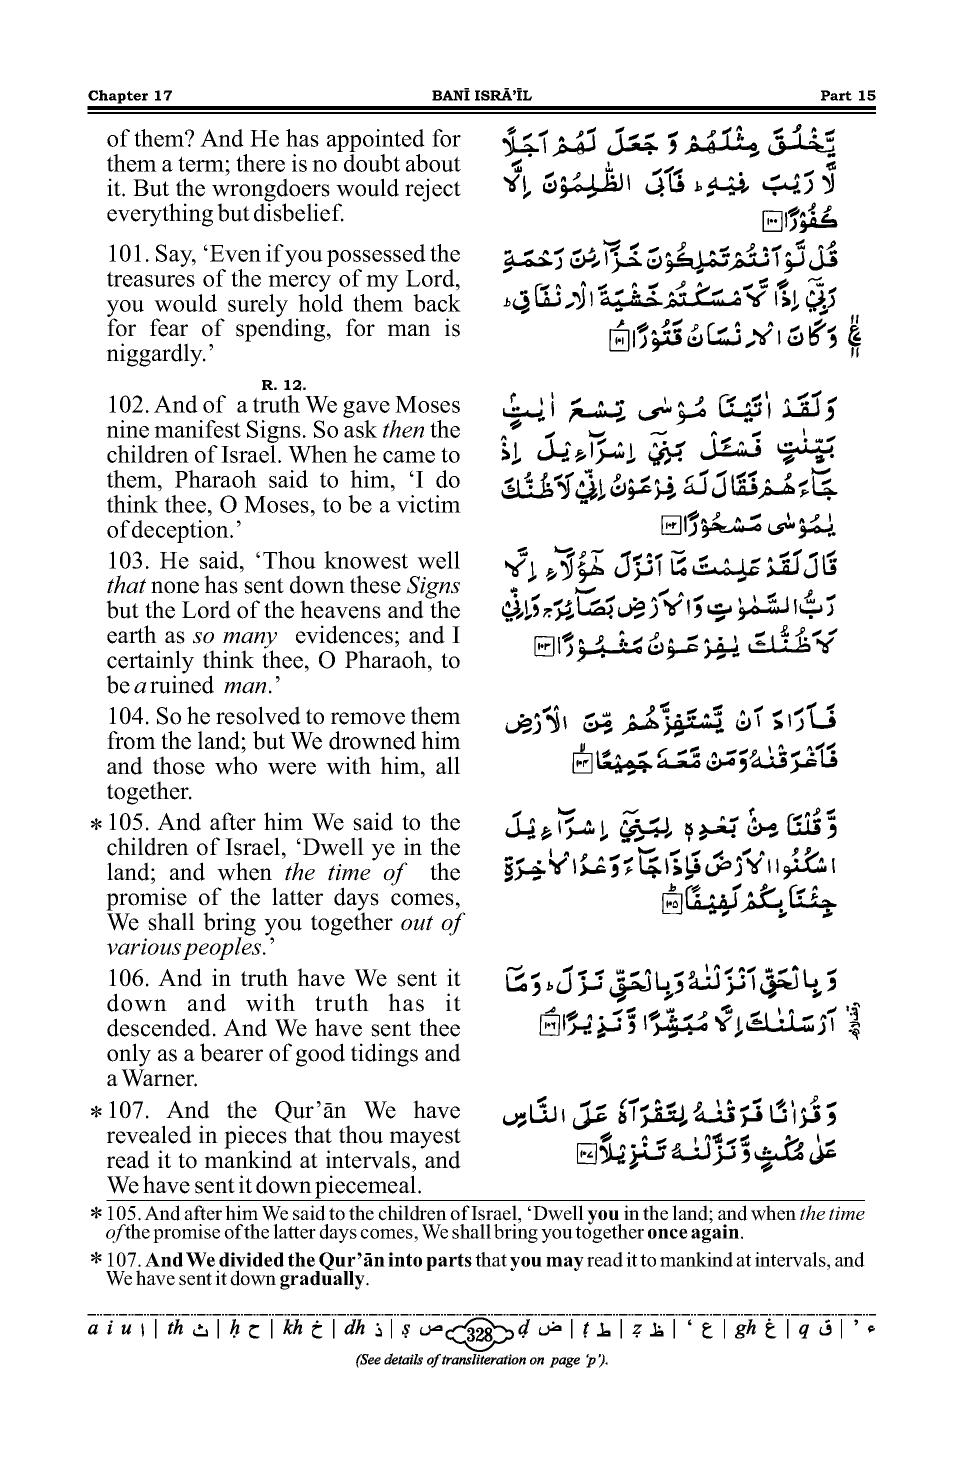 Chapter 17 BANĪ ISRĀ’ĪL Part 15
of them? And He has appointed for
them a term; there is no doubt about
it. But the wrongdoers would reject
everything but disbelief.
101. Say, ‘Even if you possessed the
treasures of the mercy of my Lord,
you would surely hold them back
for fear of spending, for man is
niggardly.’
R. 12.
102. And of a truth We gave Moses
nine manifest Signs. So ask then the
children of Israel. When he came to
them, Pharaoh said to him, ‘I do
think thee, O Moses, to be a victim
of deception.’
103. He said, ‘Thou knowest well
that none has sent down these Signs
but the Lord of the heavens and the
earth as so many evidences; and I
certainly think thee, O Pharaoh, to
be a ruined man.’
104. So he resolved to remove them
from the land; but We drowned him
and those who were with him, all
together.
* 105. And after him We said to the
children of Israel, ‘Dwell ye in the
land; and when the time of the
promise of the latter days comes,
We shall bring you together out of
various peoples.’
106. And in truth have We sent it
down and with truth has it
descended. And We have sent thee
only as a bearer of good tidings and
a Warner.
* 107. And the Qur’ān We have
revealed in pieces that thou mayest
read it to mankind at intervals, and
We have sent it down piecemeal.
يَّخْلُقَ مِثْلَهُمْ وَ جَعَلَ لَهُمْ اَجَلًا
لَّا رَيْبَ فِيْهِ ؕ فَاَبَى الظّٰلِمُوْنَ اِلَّا
كُفُوْرًا ۱۰۰
قُلْ لَّوْ اَنْتُمْ تَمْلِكُوْنَ خَزَآئِنَ رَحْمَةِ
رَبِّيْۤ اِذًا لَّاَمْسَكْتُمْ خَشْيَةَ الْاِنْفَاقِ ؕ
وَ كَانَ الْاِنْسَانُ قَتُوْرًا ۱۰۱
وَ لَقَدْ اٰتَيْنَا مُوْسٰى تِسْعَ اٰيٰتٍۭ
بَيِّنٰتٍ فَسْـَٔلْ بَنِيْۤ اِسْرَآءِيْلَ اِذْ
جَآءَهُمْ فَقَالَ لَهٗ فِرْعَوْنُ اِنِّيْ لَاَظُنُّكَ
يٰمُوْسٰى مَسْحُوْرًا ۱۰۲
قَالَ لَقَدْ عَلِمْتَ مَاۤ اَنْزَلَ هٰۤؤُلَآءِ اِلَّا
رَبُّ السَّمٰوٰتِ وَ الْاَرْضِ بَصَآئِرَ ۚ وَ اِنِّيْ
لَاَظُنُّكَ يٰفِرْعَوْنُ مَثْبُوْرًا ۱۰۳
فَاَرَادَ اَنْ يَّسْتَفِزَّهُمْ مِّنَ الْاَرْضِ
فَاَغْرَقْنٰهُ وَ مَنْ مَّعَهٗ جَمِيْعًا ۱۰۴
وَّ قُلْنَا مِنْۢ بَعْدِهٖ لِبَنِيْۤ اِسْرَآءِيْلَ
اسْكُنُوا الْاَرْضَ فَاِذَا جَآءَ وَعْدُ الْاٰخِرَةِ
جِئْنَا بِكُمْ لَفِيْفًا ۱۰۵
وَ بِالْحَقِّ اَنْزَلْنٰهُ وَ بِالْحَقِّ نَزَلَ ؕ وَ مَاۤ
اَرْسَلْنٰكَ اِلَّا مُبَشِّرًا وَّ نَذِيْرًا ۱۰۶
وَ قُرْاٰنًا فَرَقْنٰهُ لِتَقْرَاَهٗ عَلَى النَّاسِ
عَلٰى مُكْثٍ وَّ نَزَّلْنٰهُ تَنْزِيْلًا ۱۰۷
* 105. And after him We said to the children of Israel, ‘Dwell you in the land; and when the time
of the promise of the latter days comes, We shall bring you together once again.
* 107. And We divided the Qur’ān into parts that you may read it to mankind at intervals, and
We have sent it down gradually.
a i u ا | th ث | ḥ ح | kh خ | dh ذ | ṣ ص 328 ḍ ض | ṭ ط | ẓ ظ | ‘ ع | gh غ | q ق | ’ ء
(See details of transliteration on page ‘p’).